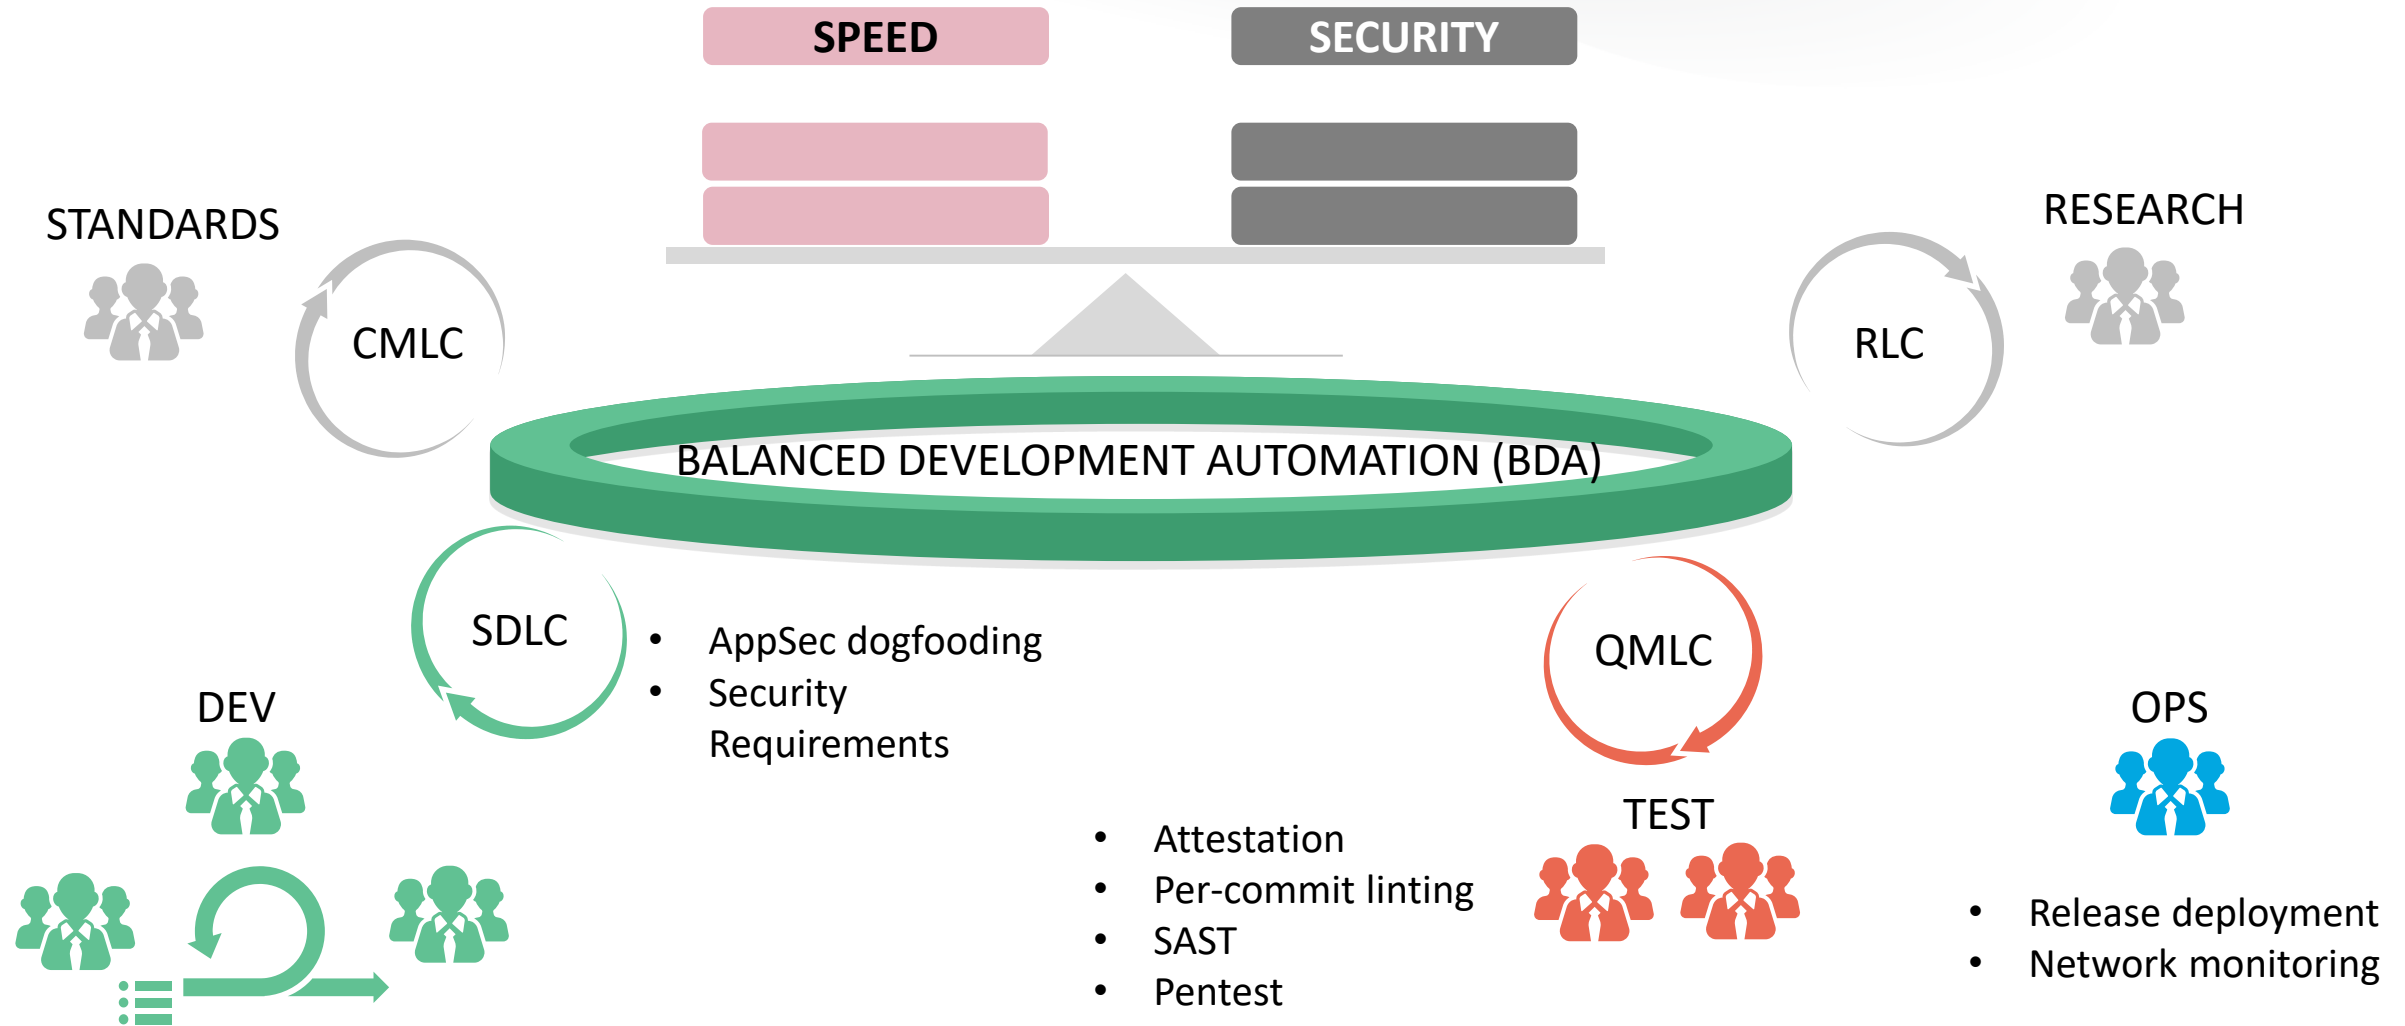 SPEED
SECURITY
STANDARDS
RESEARCH
CMLC
RLC
BALANCED DEVELOPMENT AUTOMATION (BDA)
SDLC
• AppSec dogfooding
• Security
Requirements
QMLC
DEV
OPS
TEST
• Attestation
• Per-commit linting
• SAST
• Pentest
• Release deployment
• Network monitoring